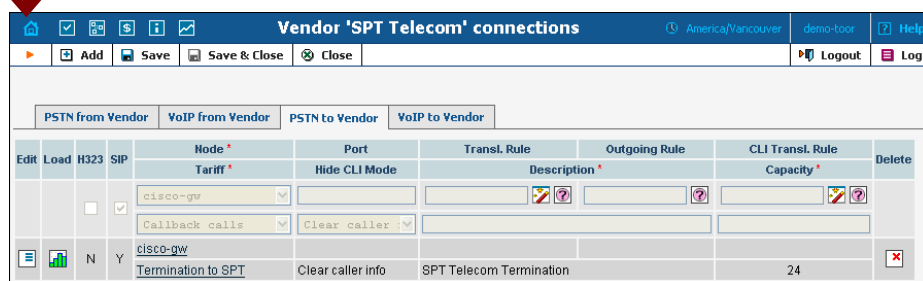 Vendor 'SPT Telecom' connections America/Vancouver demo-toor ? Help
Add Save Save & Close Close Logout Log
PSTN from Vendor VoIP from Vendor PSTN to Vendor VoIP to Vendor
Edit Load H323 SIP Node * Port Transl. Rule Outgoing Rule CLI Transl. Rule Delete
Tariff * Hide CLI Mode Description * Capacity *
cisco-gw
Callback calls Clear caller
N Y cisco-gw
Termination to SPT Clear caller info SPT Telecom Termination 24